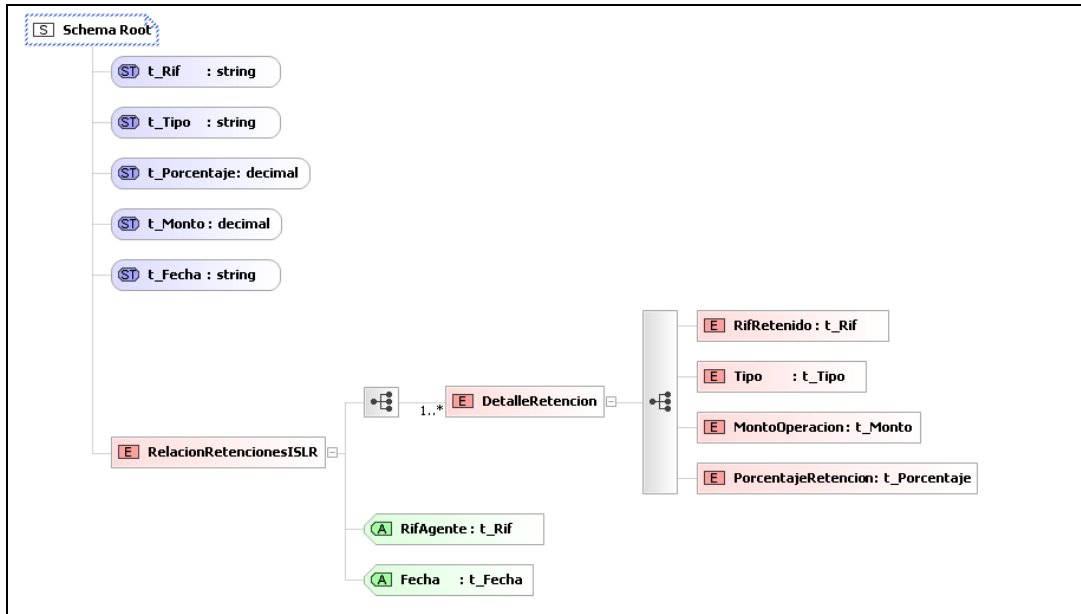 S Schema Root
ST t_Rif : string
ST t_Tipo : string
ST t_Porcentaje: decimal
ST t_Monto : decimal
ST t_Fecha : string
E RelacionRetencionesISLR
1..*
E DetalleRetencion
E RifRetenido : t_Rif
E Tipo : t_Tipo
E MontoOperacion: t_Monto
E PorcentajeRetencion: t_Porcentaje
A RifAgente : t_Rif
A Fecha : t_Fecha